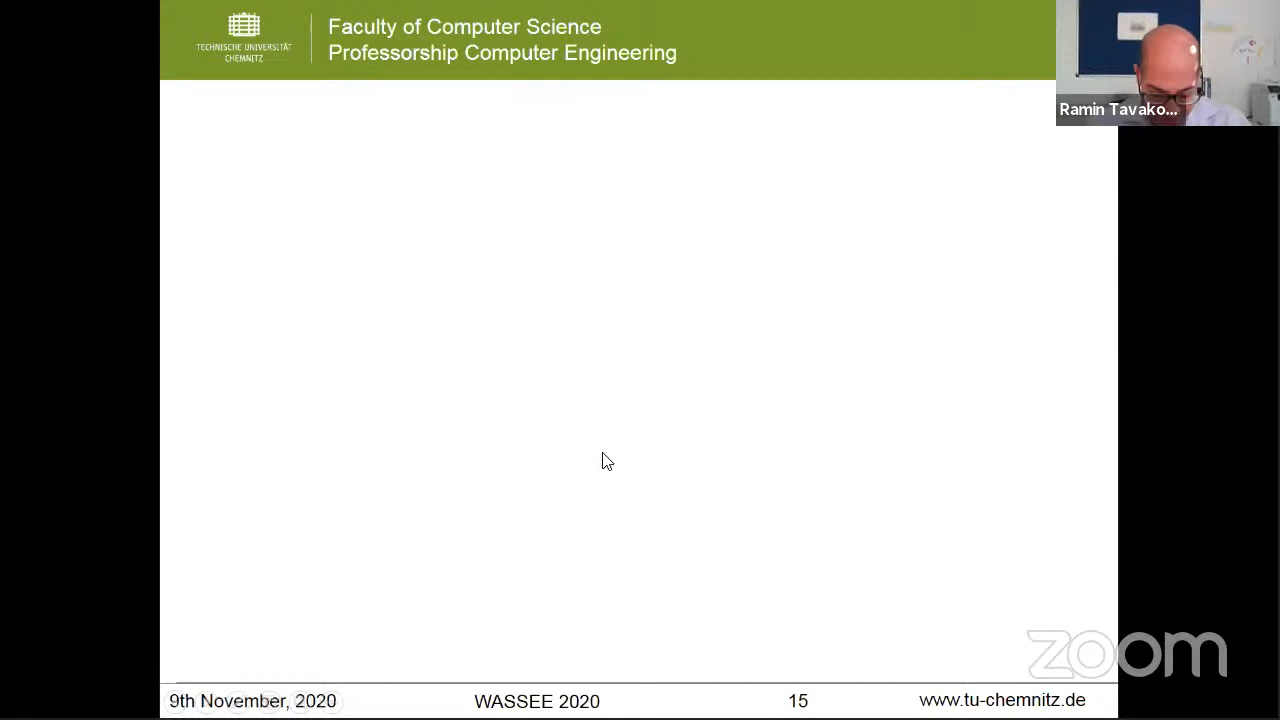 TECHNISCHE UNIVERSITÄT
CHEMNITZ
Faculty of Computer Science
Professorship Computer Engineering
Ramin Tavako...
zoom
9th November, 2020
WASSEE 2020
15
www.tu-chemnitz.de